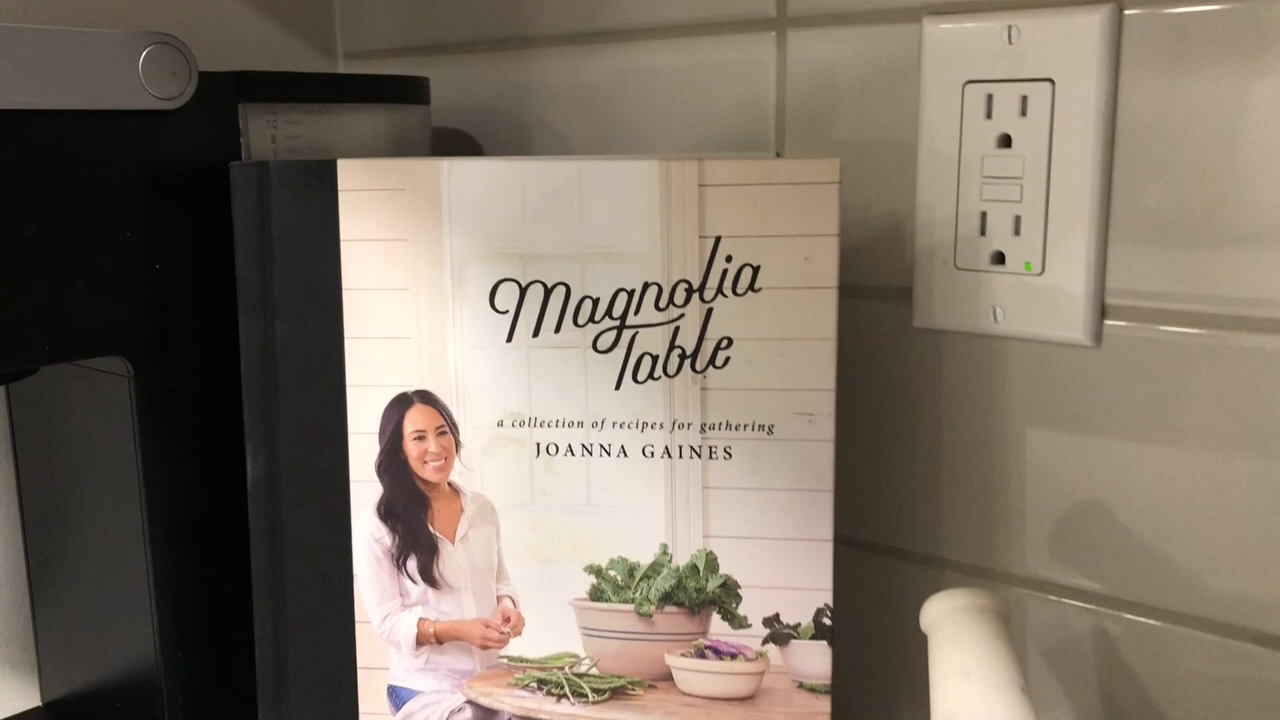 Magnolia
Table
a collection of recipes for gathering
JOANNA GAINES